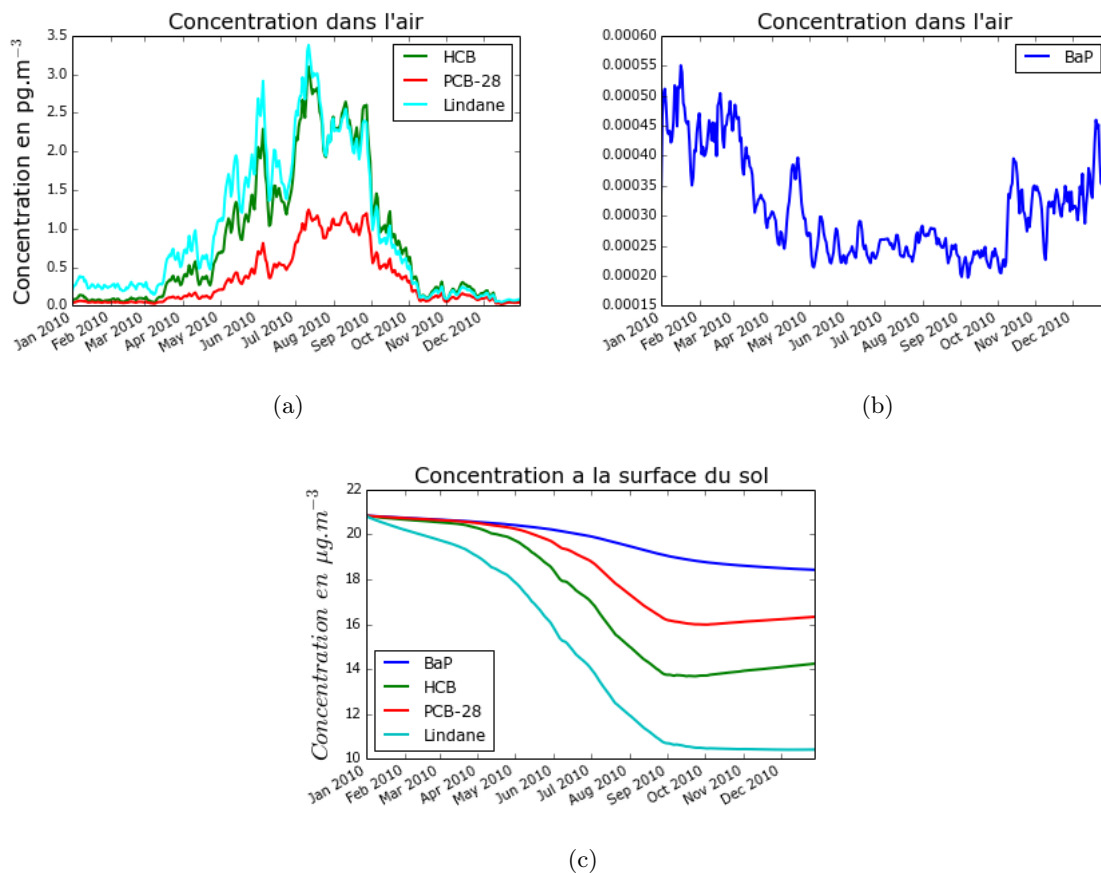 Concentration dans l'air
Concentration en pg.m⁻³
3.5
3.0
2.5
2.0
1.5
1.0
0.5
0.0
HCB
PCB-28
Lindane
Jan 2010
Feb 2010
Mar 2010
Apr 2010
May 2010
Jun 2010
Jul 2010
Aug 2010
Sep 2010
Oct 2010
Nov 2010
Dec 2010
(a)
Concentration dans l'air
0.00060
0.00055
0.00050
0.00045
0.00040
0.00035
0.00030
0.00025
0.00020
0.00015
BaP
Jan 2010
Feb 2010
Mar 2010
Apr 2010
May 2010
Jun 2010
Jul 2010
Aug 2010
Sep 2010
Oct 2010
Nov 2010
Dec 2010
(b)
Concentration a la surface du sol
Concentration en μg.m⁻³
22
20
18
16
14
12
10
BaP
HCB
PCB-28
Lindane
Jan 2010
Feb 2010
Mar 2010
Apr 2010
May 2010
Jun 2010
Jul 2010
Aug 2010
Sep 2010
Oct 2010
Nov 2010
Dec 2010
(c)